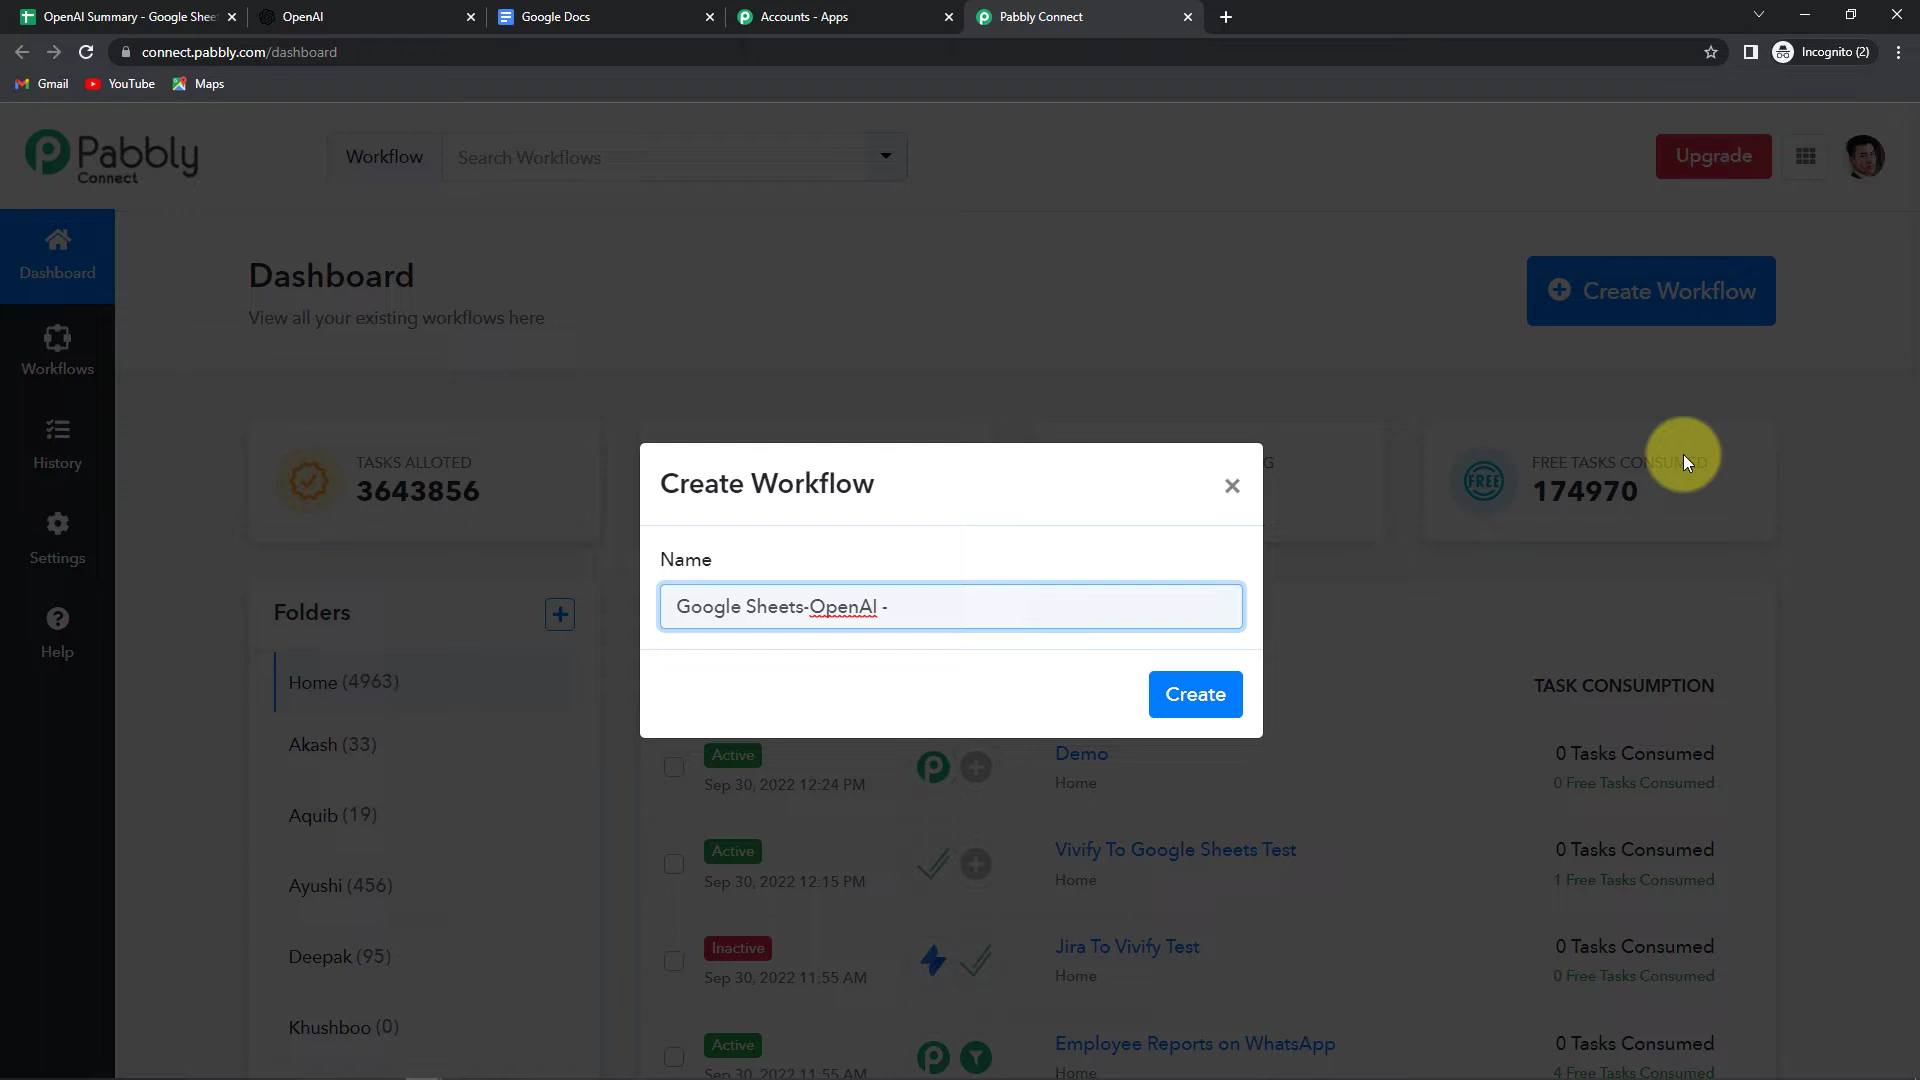 OpenAI Summary - Google Shee
OpenAI
Google Docs
Accounts - Apps
Pabbly Connect
connect.pabbly.com/dashboard
Incognito (2)
Gmail
YouTube
Maps
Pabbly
Connect
Workflow
Search Workflows
Upgrade
Dashboard
Workflows
History
Settings
Help
Dashboard
View all your existing workflows here
Create Workflow
TASKS ALLOTED
3643856
G
FREE
FREE TASKS CONSUMED
174970
Create Workflow
Name
Google Sheets-OpenAI -
Create
Folders
Home (4963)
Akash (33)
Aquib (19)
Ayushi (456)
Deepak (95)
Khushboo (0)
TASK CONSUMPTION
Active
Sep 30, 2022 12:24 PM
Demo
Home
0 Tasks Consumed
0 Free Tasks Consumed
Active
Sep 30, 2022 12:15 PM
Vivify To Google Sheets Test
Home
0 Tasks Consumed
1 Free Tasks Consumed
Inactive
Sep 30, 2022 11:55 AM
Jira To Vivify Test
Home
0 Tasks Consumed
0 Free Tasks Consumed
Active
Sep 30, 2022 11:55 AM
Employee Reports on WhatsApp
Home
0 Tasks Consumed
4 Free Tasks Consumed